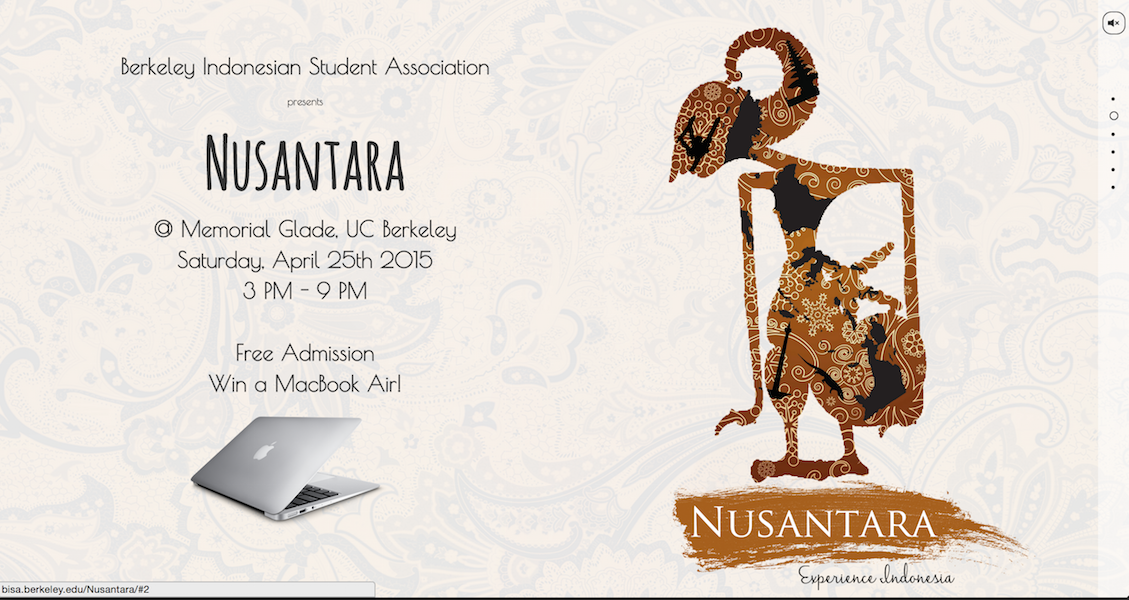 Berkeley Indonesian Student Association
presents
Nusantara
@ Memorial Glade, UC Berkeley
Saturday, April 25th 2015
3 PM - 9 PM
Free Admission
Win a MacBook Air!
Nusantara
Experience Indonesia
bisa.berkeley.edu/Nusantara/#2